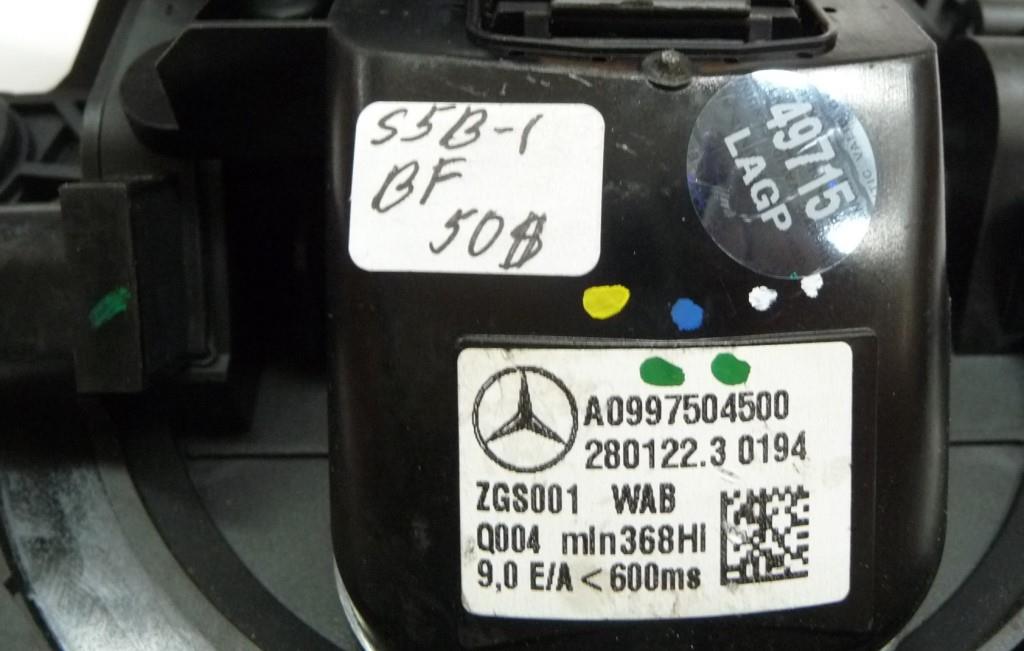 S5B-1
BF
50$
49715
LAGP
A0997504500
280122.3 0194
ZGS001 WAB
Q004 mln368Hl
9,0 E/A < 600ms